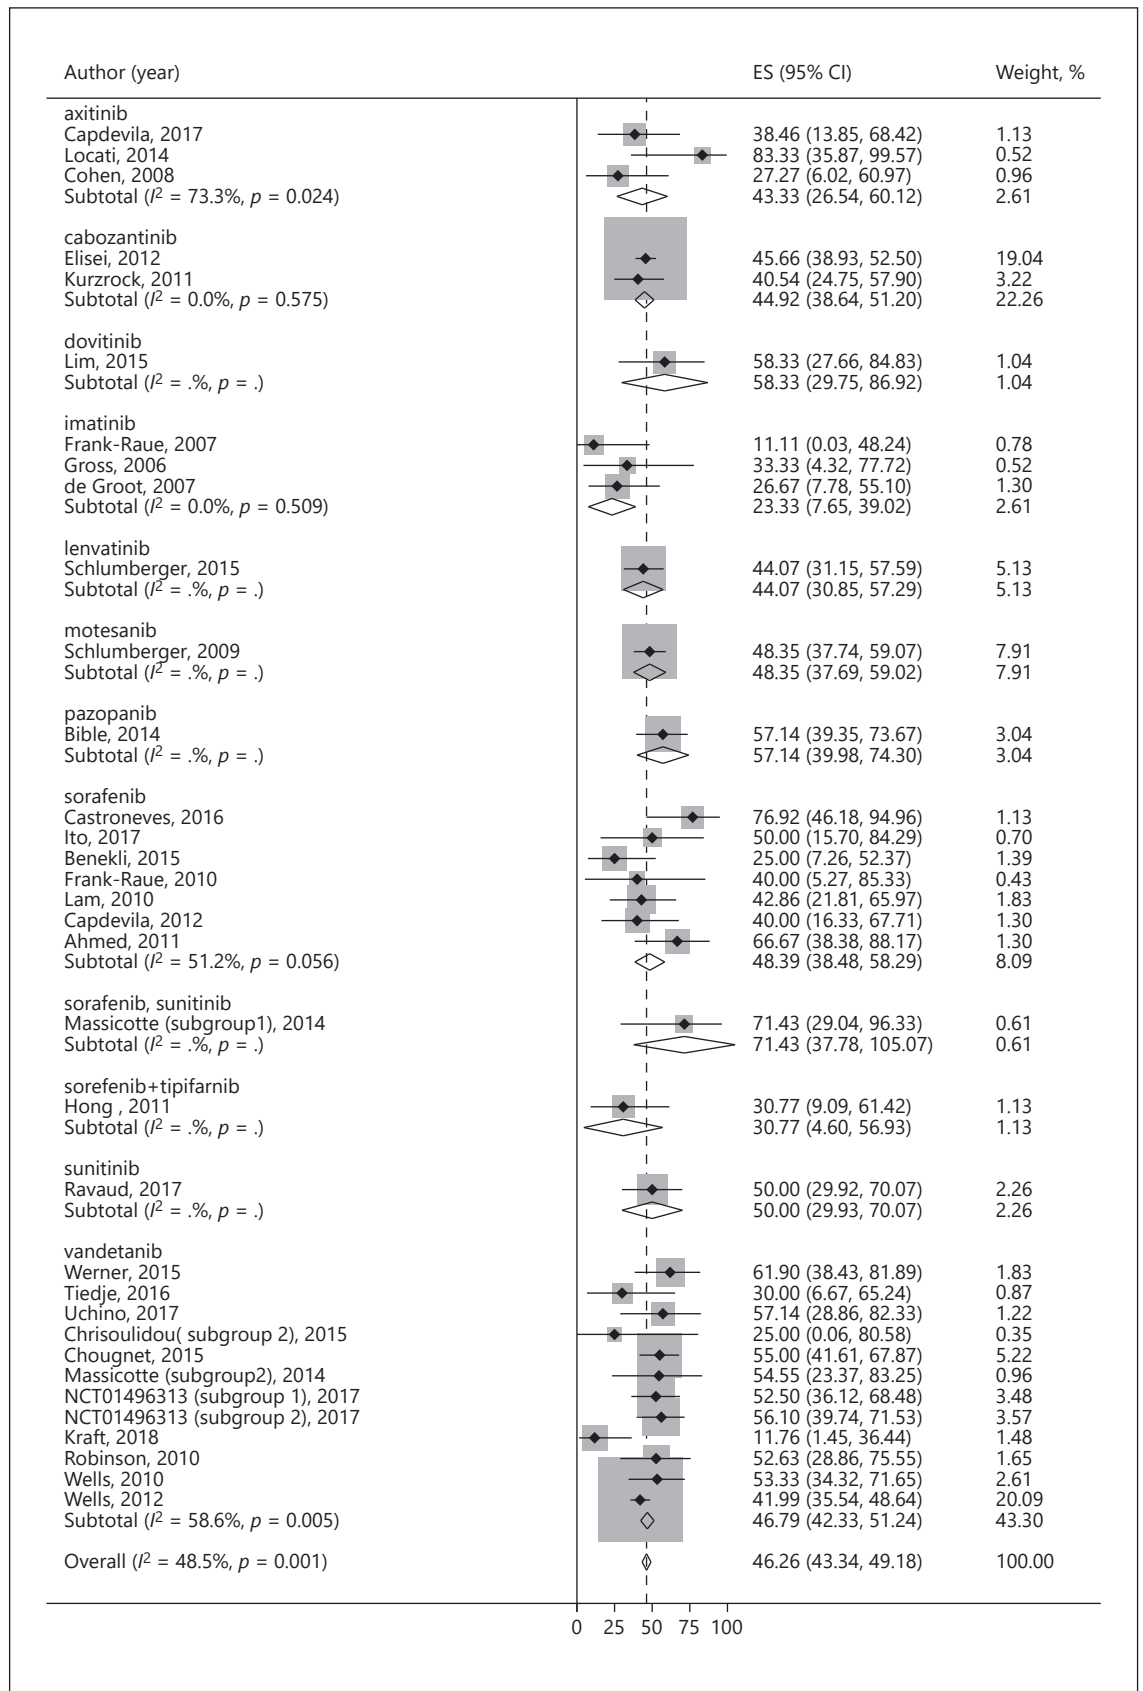 Author (year) ES (95% CI) Weight, %
axitinib
Capdevila, 2017 38.46 (13.85, 68.42) 1.13
Locati, 2014 83.33 (35.87, 99.57) 0.52
Cohen, 2008 27.27 (6.02, 60.97) 0.96
Subtotal (I² = 73.3%, p = 0.024) 43.33 (26.54, 60.12) 2.61
cabozantinib
Elisei, 2012 45.66 (38.93, 52.50) 19.04
Kurzrock, 2011 40.54 (24.75, 57.90) 3.22
Subtotal (I² = 0.0%, p = 0.575) 44.92 (38.64, 51.20) 22.26
dovitinib
Lim, 2015 58.33 (27.66, 84.83) 1.04
Subtotal (I² = .%, p = .) 58.33 (29.75, 86.92) 1.04
imatinib
Frank-Raue, 2007 11.11 (0.03, 48.24) 0.78
Gross, 2006 33.33 (4.32, 77.72) 0.52
de Groot, 2007 26.67 (7.78, 55.10) 1.30
Subtotal (I² = 0.0%, p = 0.509) 23.33 (7.65, 39.02) 2.61
lenvatinib
Schlumberger, 2015 44.07 (31.15, 57.59) 5.13
Subtotal (I² = .%, p = .) 44.07 (30.85, 57.29) 5.13
motesanib
Schlumberger, 2009 48.35 (37.74, 59.07) 7.91
Subtotal (I² = .%, p = .) 48.35 (37.69, 59.02) 7.91
pazopanib
Bible, 2014 57.14 (39.35, 73.67) 3.04
Subtotal (I² = .%, p = .) 57.14 (39.98, 74.30) 3.04
sorafenib
Castroneves, 2016 76.92 (46.18, 94.96) 1.13
Ito, 2017 50.00 (15.70, 84.29) 0.70
Benekli, 2015 25.00 (7.26, 52.37) 1.39
Frank-Raue, 2010 40.00 (5.27, 85.33) 0.43
Lam, 2010 42.86 (21.81, 65.97) 1.83
Capdevila, 2012 40.00 (16.33, 67.71) 1.30
Ahmed, 2011 66.67 (38.38, 88.17) 1.30
Subtotal (I² = 51.2%, p = 0.056) 48.39 (38.48, 58.29) 8.09
sorafenib, sunitinib
Massicotte (subgroup1), 2014 71.43 (29.04, 96.33) 0.61
Subtotal (I² = .%, p = .) 71.43 (37.78, 105.07) 0.61
sorefenib+tipifarnib
Hong , 2011 30.77 (9.09, 61.42) 1.13
Subtotal (I² = .%, p = .) 30.77 (4.60, 56.93) 1.13
sunitinib
Ravaud, 2017 50.00 (29.92, 70.07) 2.26
Subtotal (I² = .%, p = .) 50.00 (29.93, 70.07) 2.26
vandetanib
Werner, 2015 61.90 (38.43, 81.89) 1.83
Tiedje, 2016 30.00 (6.67, 65.24) 0.87
Uchino, 2017 57.14 (28.86, 82.33) 1.22
Chrisoulidou( subgroup 2), 2015 25.00 (0.06, 80.58) 0.35
Chougnet, 2015 55.00 (41.61, 67.87) 5.22
Massicotte (subgroup2), 2014 54.55 (23.37, 83.25) 0.96
NCT01496313 (subgroup 1), 2017 52.50 (36.12, 68.48) 3.48
NCT01496313 (subgroup 2), 2017 56.10 (39.74, 71.53) 3.57
Kraft, 2018 11.76 (1.45, 36.44) 1.48
Robinson, 2010 52.63 (28.86, 75.55) 1.65
Wells, 2010 53.33 (34.32, 71.65) 2.61
Wells, 2012 41.99 (35.54, 48.64) 20.09
Subtotal (I² = 58.6%, p = 0.005) 46.79 (42.33, 51.24) 43.30
Overall (I² = 48.5%, p = 0.001) 46.26 (43.34, 49.18) 100.00
0 25 50 75 100